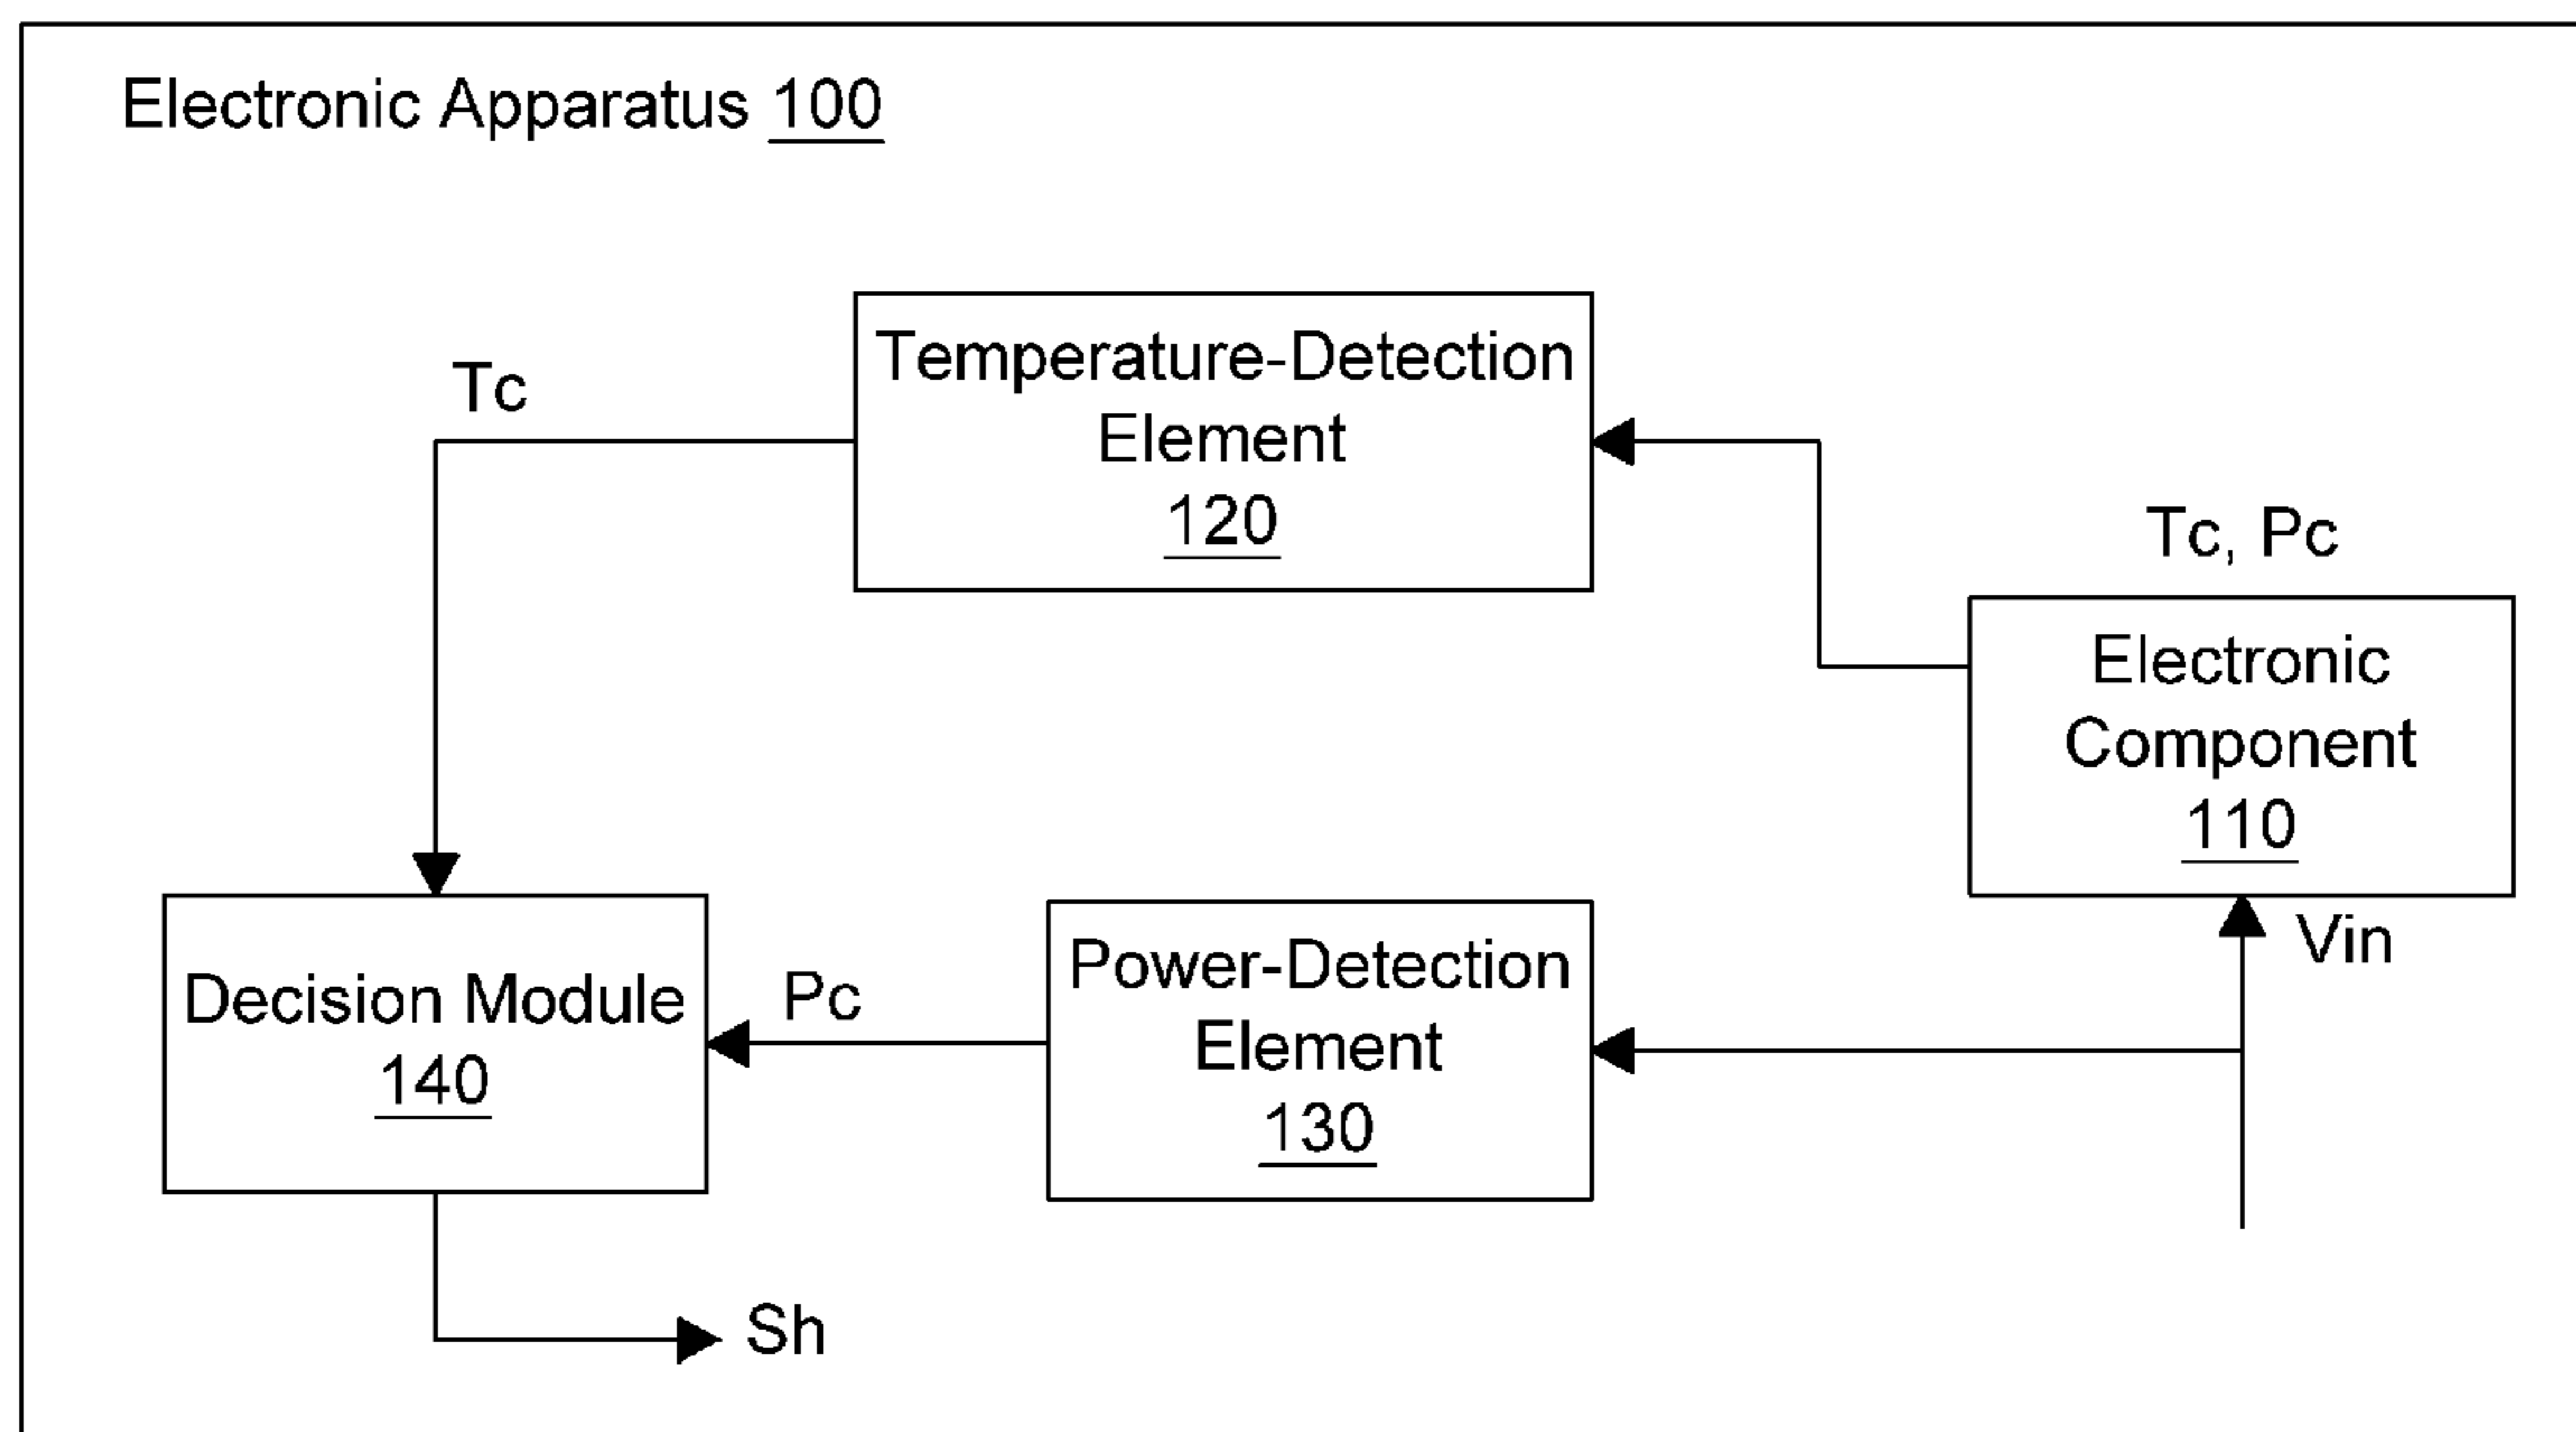 Electronic Apparatus 100
Temperature-Detection
Element
120
Tc
Tc, Pc
Electronic
Component
110
Vin
Power-Detection
Element
130
Pc
Decision Module
140
Sh